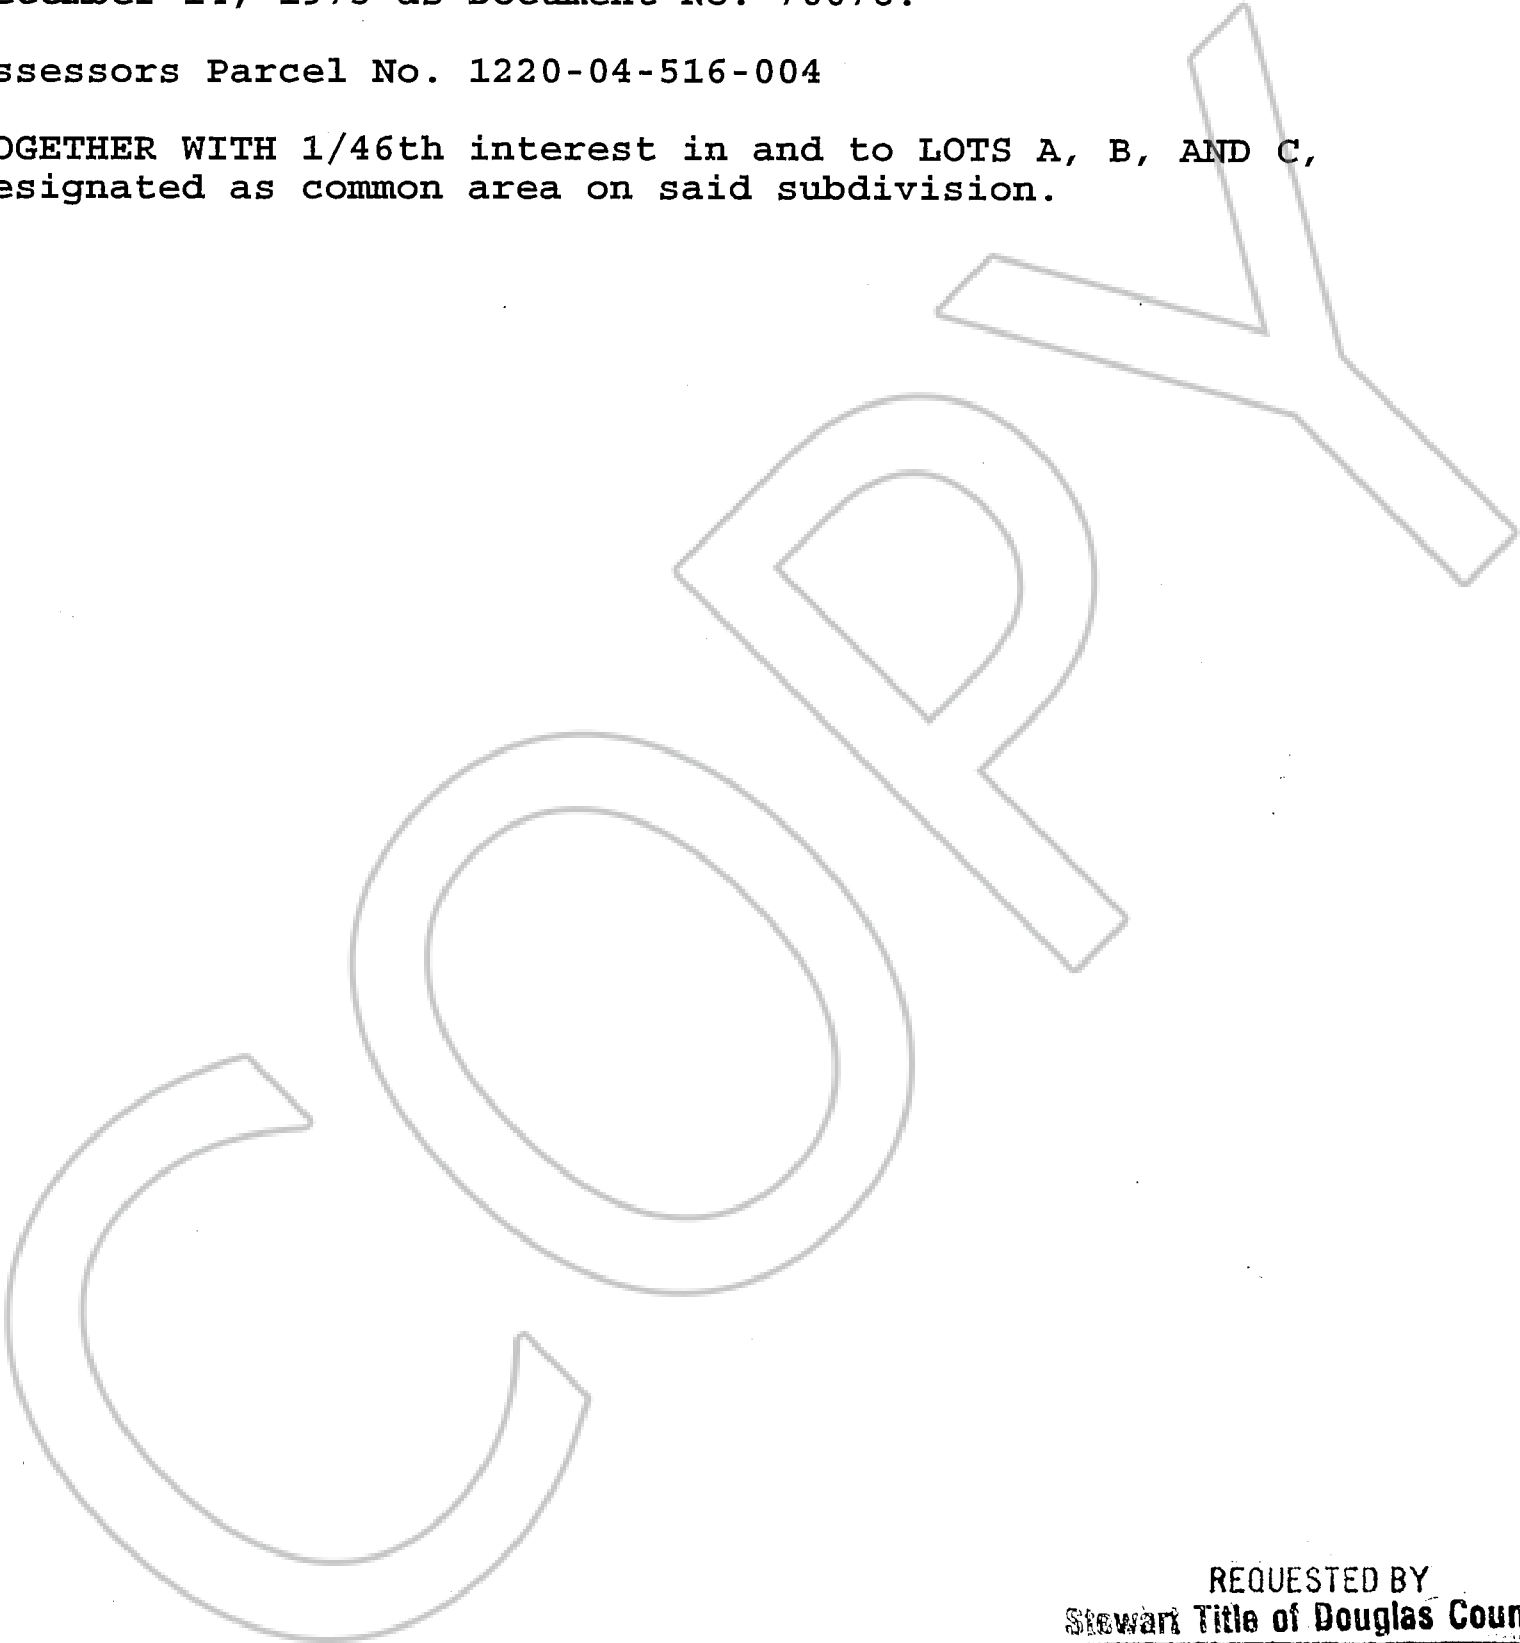 ssessors Parcel No. 1220-04-516-004
OGETHER WITH 1/46th interest in and to LOTS A, B, AND C,
esignated as common area on said subdivision.
COPY
REQUESTED BY
Stewart Title of Douglas Coun